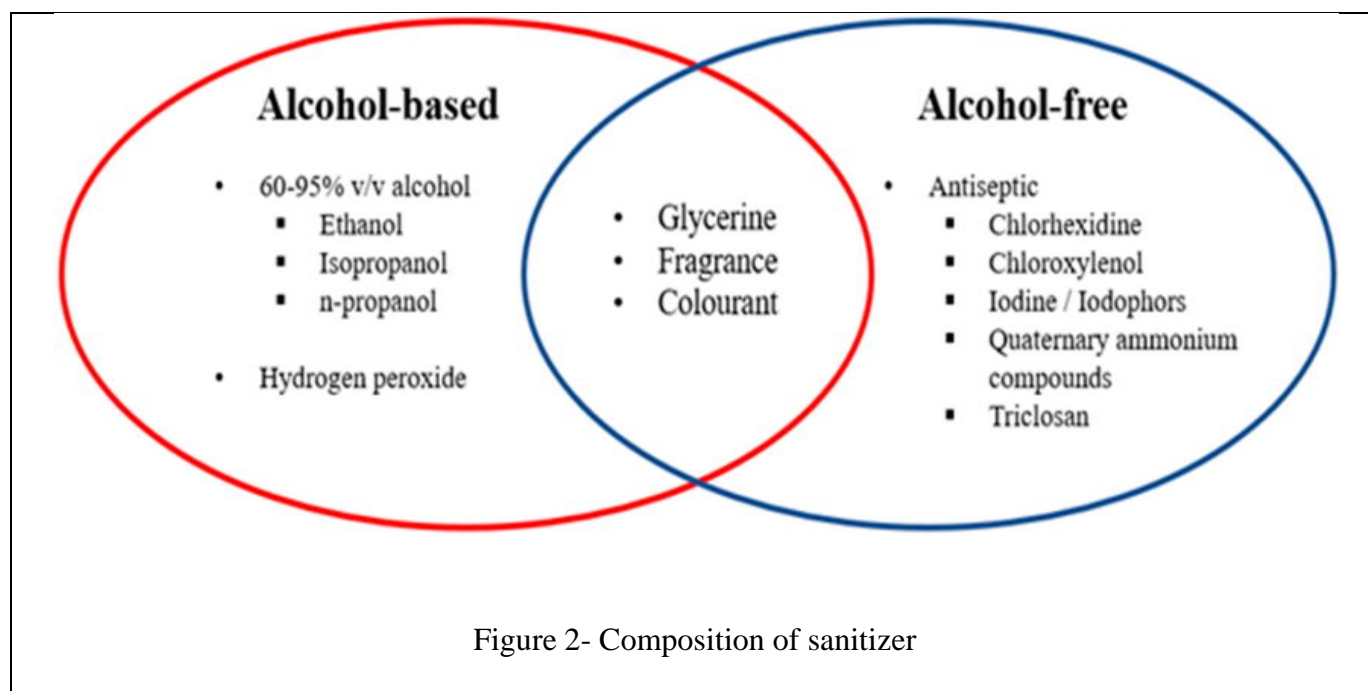 Alcohol-based
• 60-95% v/v alcohol
▪ Ethanol
▪ Isopropanol
▪ n-propanol
• Hydrogen peroxide
• Glycerine
• Fragrance
• Colourant
Alcohol-free
• Antiseptic
▪ Chlorhexidine
▪ Chloroxylenol
▪ Iodine / Iodophors
▪ Quaternary ammonium
compounds
▪ Triclosan
Figure 2- Composition of sanitizer